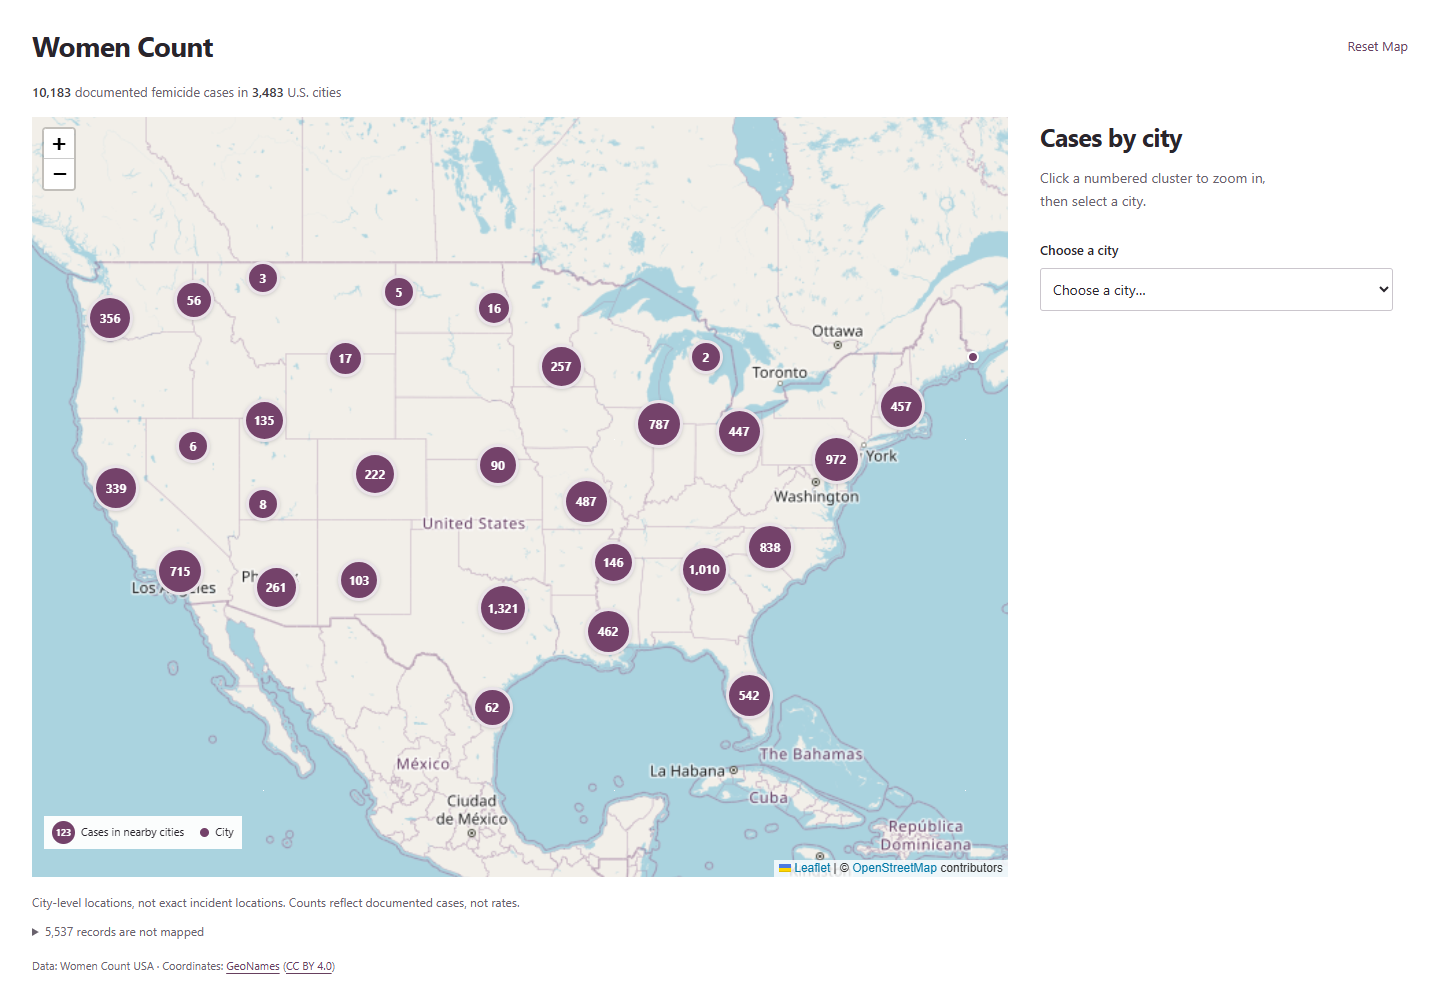 Women Count
Reset Map
10,183 documented femicide cases in 3,483 U.S. cities
+
−
Cases by city
Click a numbered cluster to zoom in,
then select a city.
Choose a city
Choose a city...
3
56
5
16
356
Ottawa
17
257
2
Toronto
457
135
787
447
6
972
York
90
222
339
Washington
487
8
United States
838
146
1,010
715
Los
103
261
1,321
462
542
62
The Bahamas
México
La Habana
Cuba
Ciudad
de México
República
Dominicana
123 Cases in nearby cities City
Leaflet | © OpenStreetMap contributors
City-level locations, not exact incident locations. Counts reflect documented cases, not rates.
5,537 records are not mapped
Data: Women Count USA · Coordinates: GeoNames (CC BY 4.0)